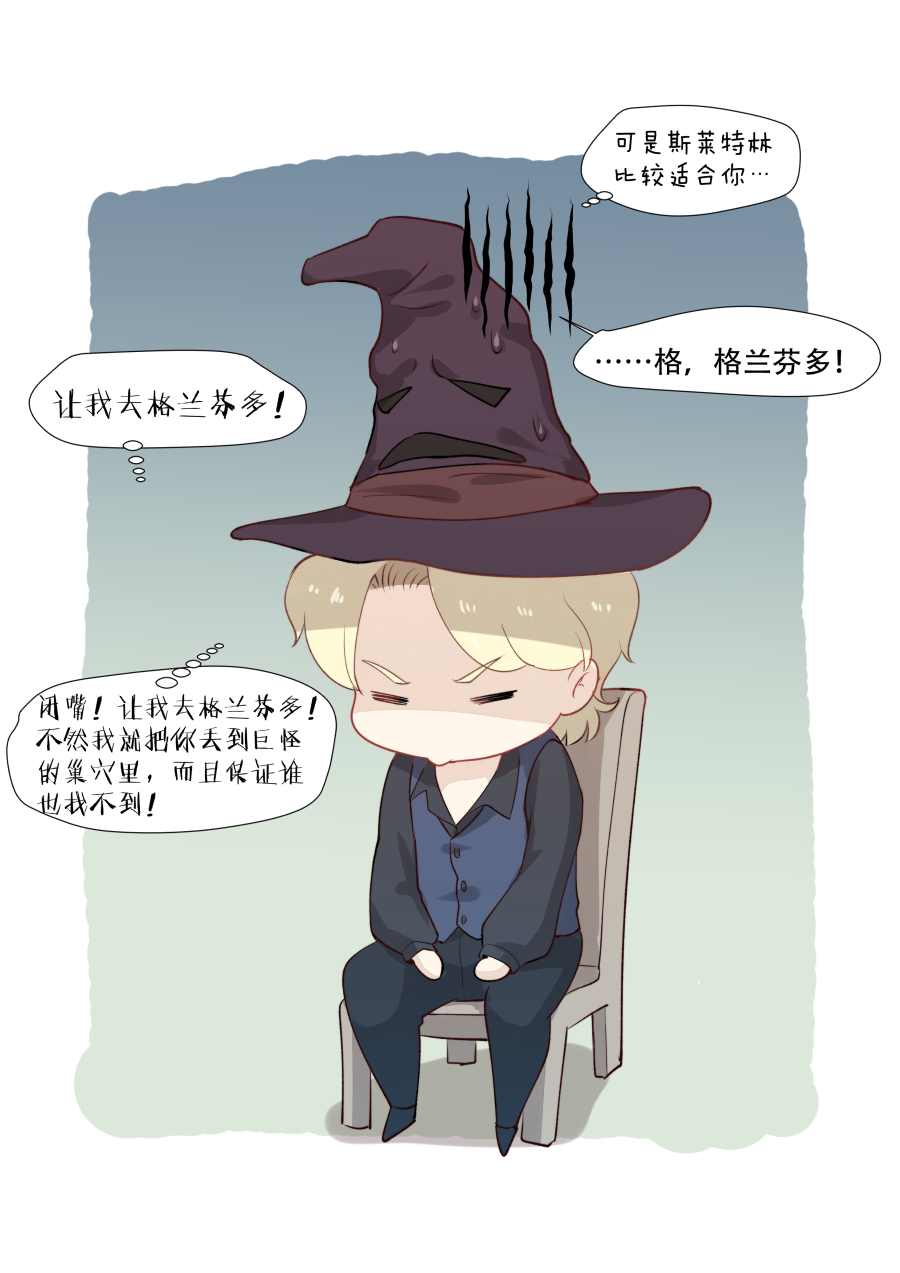 让我去格兰芬多!
可是斯莱特林
比较适合你…
闭嘴!让我去格兰芬多!
不然我就把你丢到巨怪
的巢穴里,而且保证谁
也找不到!
……格,格兰芬多!